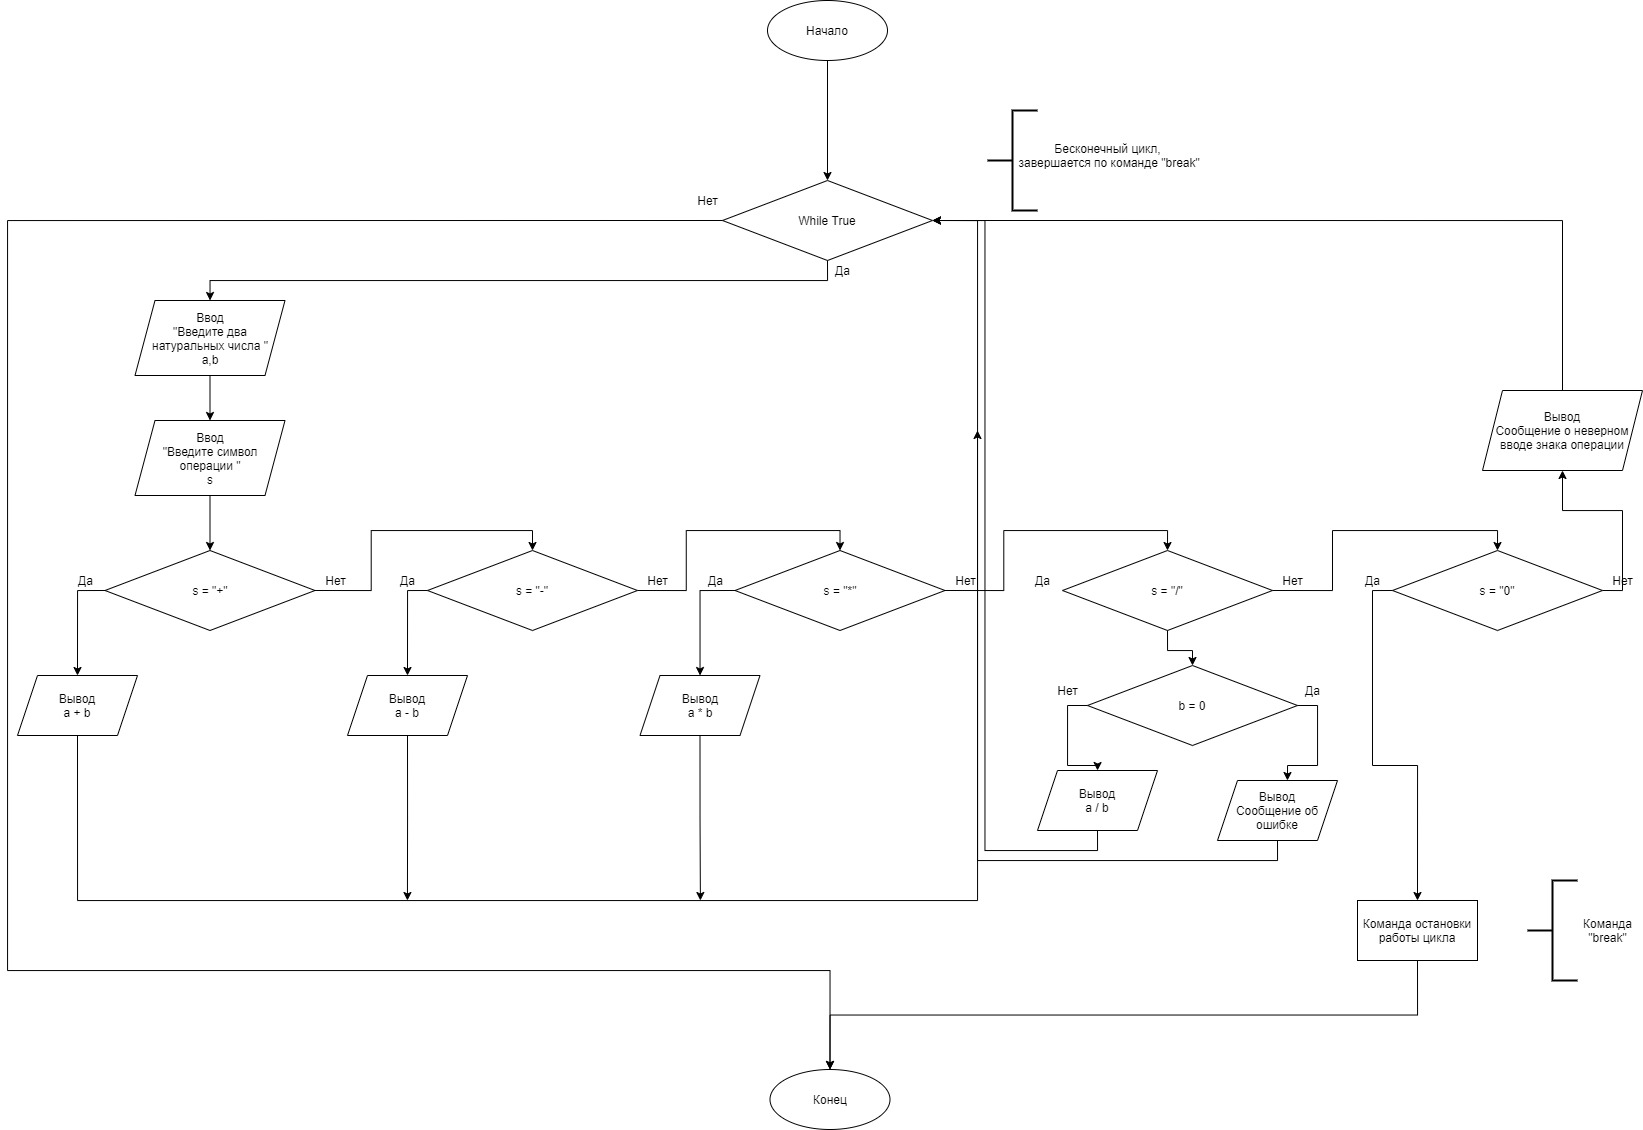 Начало
Бесконечный цикл,
завершается по команде "break"
Нет
While True
Да
Ввод
"Введите два
натуральных числа "
a,b
Ввод
"Введите символ
операции "
s
Вывод
Сообщение о неверном
вводе знака операции
Да
s = "+"
Нет
Да
s = "-"
Нет
Да
s = "*"
Нет
Да
s = "/"
Нет
Да
s = "0"
Нет
Вывод
a + b
Вывод
a - b
Вывод
a * b
Нет
b = 0
Да
Вывод
a / b
Вывод
Сообщение об
ошибке
Команда остановки
работы цикла
Команда
"break"
Конец